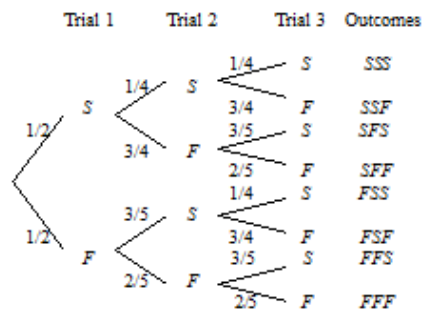 Trial 1 Trial 2 Trial 3 Outcomes
1/4 S SSS
1/4 S
S 3/4 F SSF
1/2 3/5 S SFS
3/4 F
2/5 F SFF
1/4 S FSS
3/5 S
1/2 3/4 F FSF
F 3/5 S FFS
2/5 F
2/5 F FFF